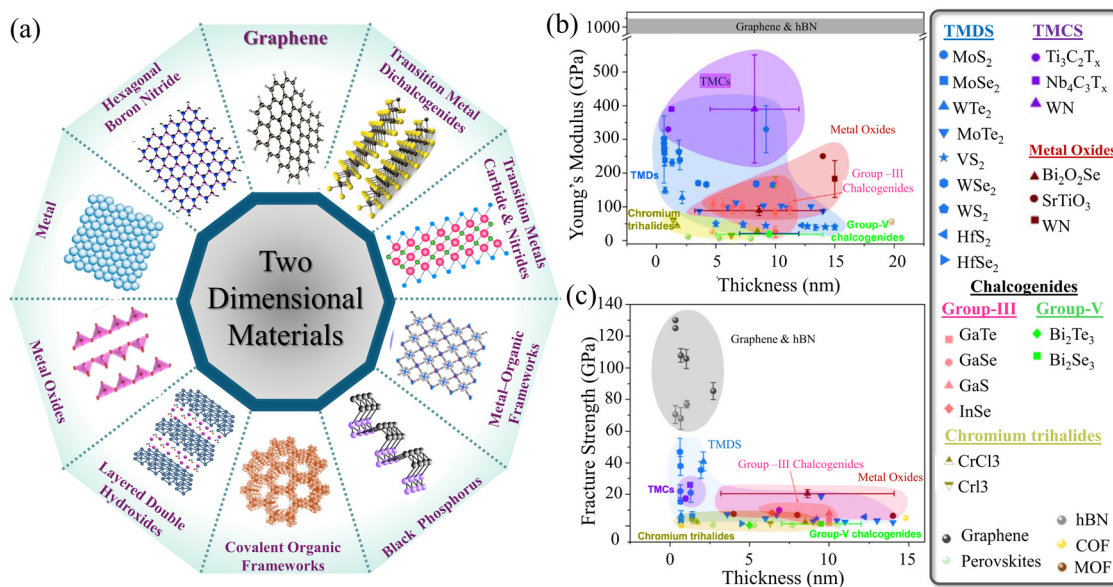 (a)
Graphene
Transition Metal
Dichalcogenides
Transition Metals
Carbide & Nitrides
Metal–Organic
Frameworks
Black Phosphorus
Covalent Organic
Frameworks
Layered Double
Hydroxides
Metal Oxides
Metal
Hexagonal
Boron Nitride
Two
Dimensional
Materials
(b)
Graphene & hBN
Young's Modulus (GPa)
1000
500
400
300
200
100
0
TMCs
Metal Oxides
TMDs
Group –III
Chalcogenides
Chromium
trihalides
Group-V
chalcogenides
0 5 10 15 20
Thickness (nm)
(c)
Fracture Strength (GPa)
140
120
100
80
60
40
20
0
Graphene & hBN
TMDS
Group –III Chalcogenides
Metal Oxides
TMCs
Chromium trihalides
Group-V chalcogenides
0 5 10 15
Thickness (nm)
TMDS
MoS2
MoSe2
WTe2
MoTe2
VS2
WSe2
WS2
HfS2
HfSe2
TMCS
Ti3C2Tx
Nb4C3Tx
WN
Metal Oxides
Bi2O2Se
SrTiO3
WN
Chalcogenides
Group-III
GaTe
GaSe
GaS
InSe
Group-V
Bi2Te3
Bi2Se3
Chromium trihalides
CrCl3
CrI3
Graphene
Perovskites
hBN
COF
MOF